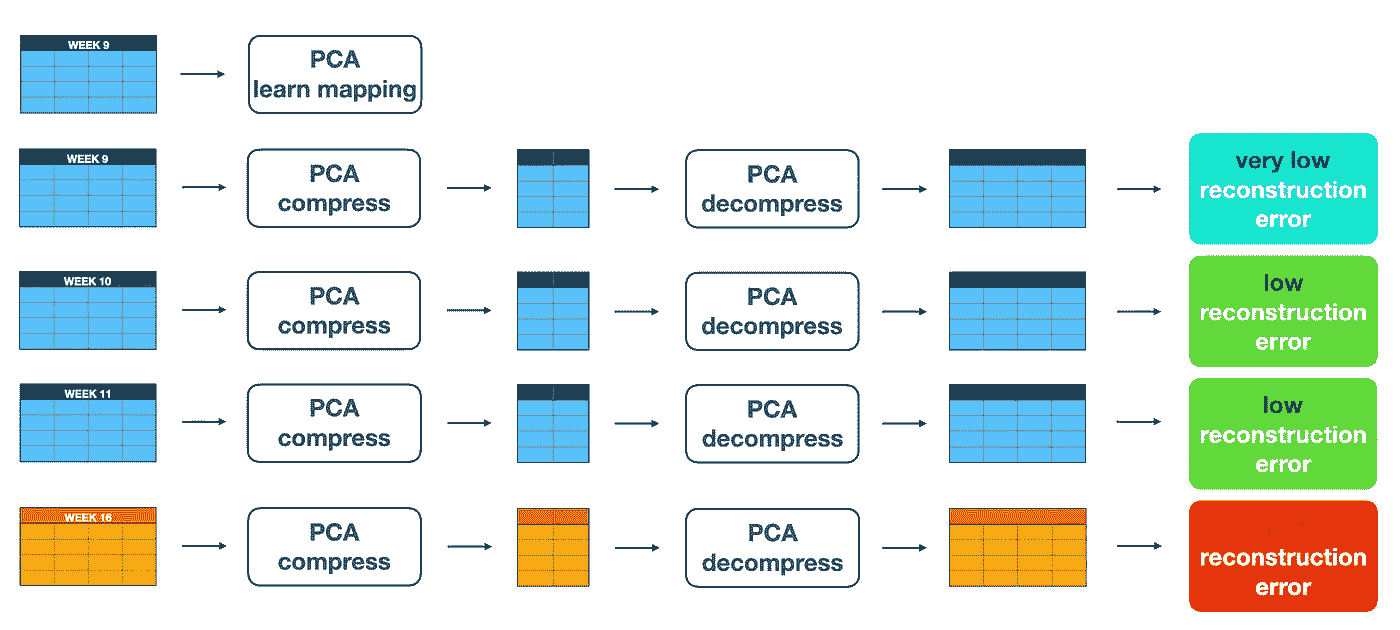 WEEK 9
PCA
learn mapping
WEEK 9
PCA
compress
PCA
decompress
very low
reconstruction
error
WEEK 10
PCA
compress
PCA
decompress
low
reconstruction
error
WEEK 11
PCA
compress
PCA
decompress
low
reconstruction
error
WEEK 16
PCA
compress
PCA
decompress
reconstruction
error